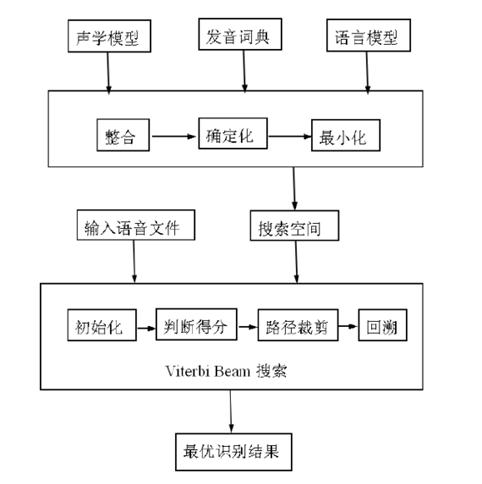 声学模型
发音词典
语言模型
整合
确定化
最小化
输入语音文件
搜索空间
初始化
判断得分
路径裁剪
回溯
Viterbi Beam 搜索
最优识别结果